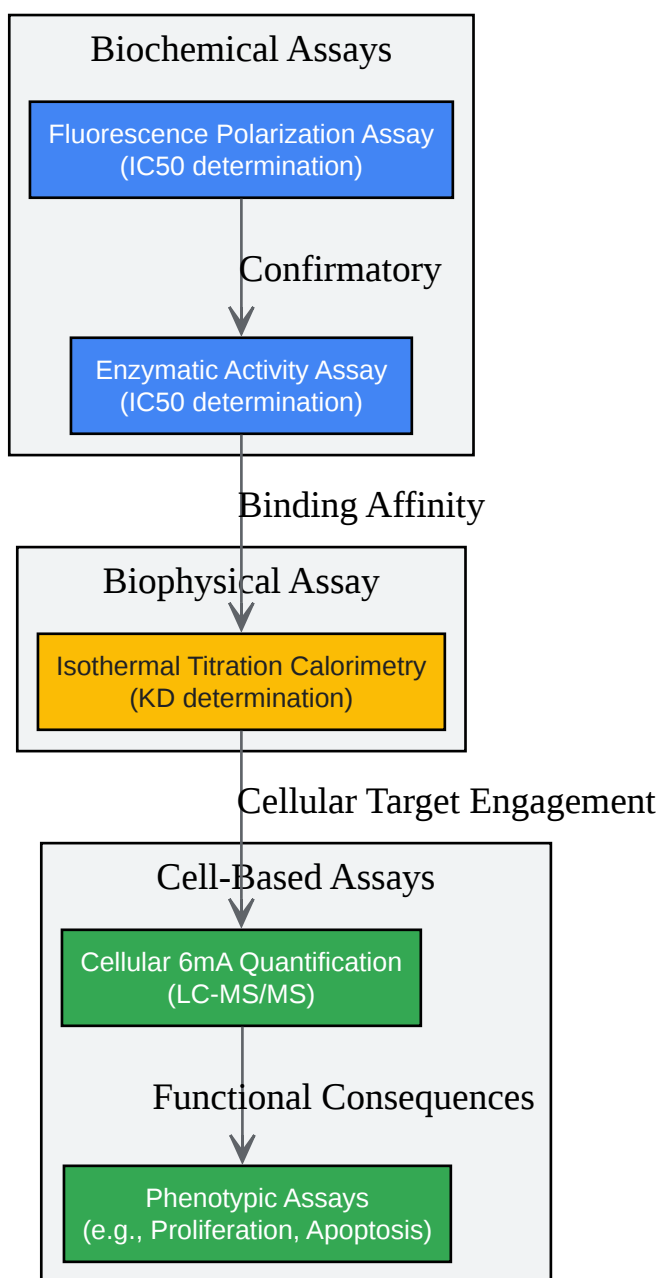 Biochemical Assays
Fluorescence Polarization Assay
(IC50 determination)
Confirmatory
Enzymatic Activity Assay
(IC50 determination)
Binding Affinity
Biophysical Assay
Isothermal Titration Calorimetry
(KD determination)
Cellular Target Engagement
Cell-Based Assays
Cellular 6mA Quantification
(LC-MS/MS)
Functional Consequences
Phenotypic Assays
(e.g., Proliferation, Apoptosis)